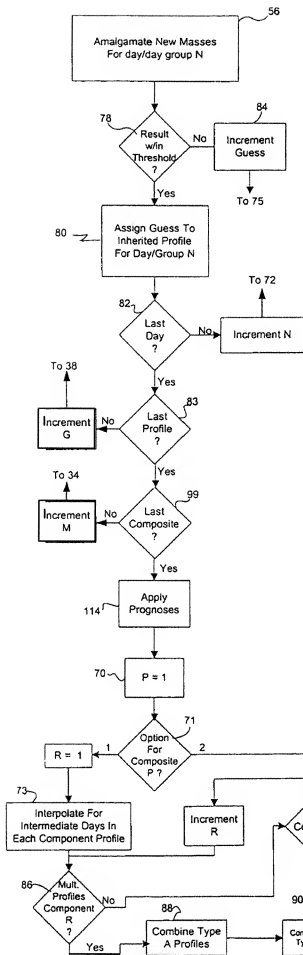 56
Amalgamate New Masses
For day/day group N
78
Result
w/in
Threshold
?
No
84
Increment
Guess
To 75
Yes
80
Assign Guess To
Inherited Profile
For Day/Group N
82
Last
Day
?
No
To 72
Increment N
Yes
To 38
83
Last
Profile
?
No
Increment
G
Yes
To 34
99
Last
Composite
?
No
Increment
M
Yes
114
Apply
Prognoses
70
P = 1
71
Option
For
Composite
P ?
1
2
R = 1
73
Interpolate For
Intermediate Days In
Each Component Profile
Increment
R
86
Mult.
Profiles
Component
R
?
No
Yes
88
Combine Type
A Profiles
90